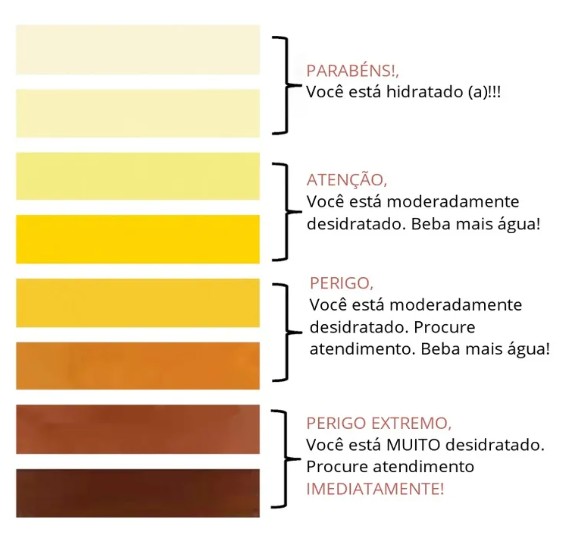 PARABÉNS!,
Você está hidratado (a)!!!
ATENÇÃO,
Você está moderadamente
desidratado. Beba mais água!
PERIGO,
Você está moderadamente
desidratado. Procure
atendimento. Beba mais água!
PERIGO EXTREMO,
Você está MUITO desidratado.
Procure atendimento
IMEDIATAMENTE!